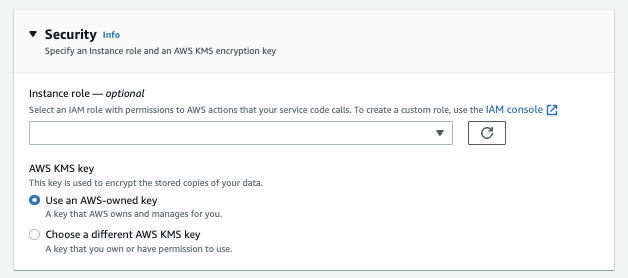 Security Info
Specify an Instance role and an AWS KMS encryption key
Instance role — optional
Select an IAM role with permissions to AWS actions that your service code calls. To create a custom role, use the IAM console
AWS KMS key
This key is used to encrypt the stored copies of your data.
Use an AWS-owned key
A key that AWS owns and manages for you.
Choose a different AWS KMS key
A key that you own or have permission to use.